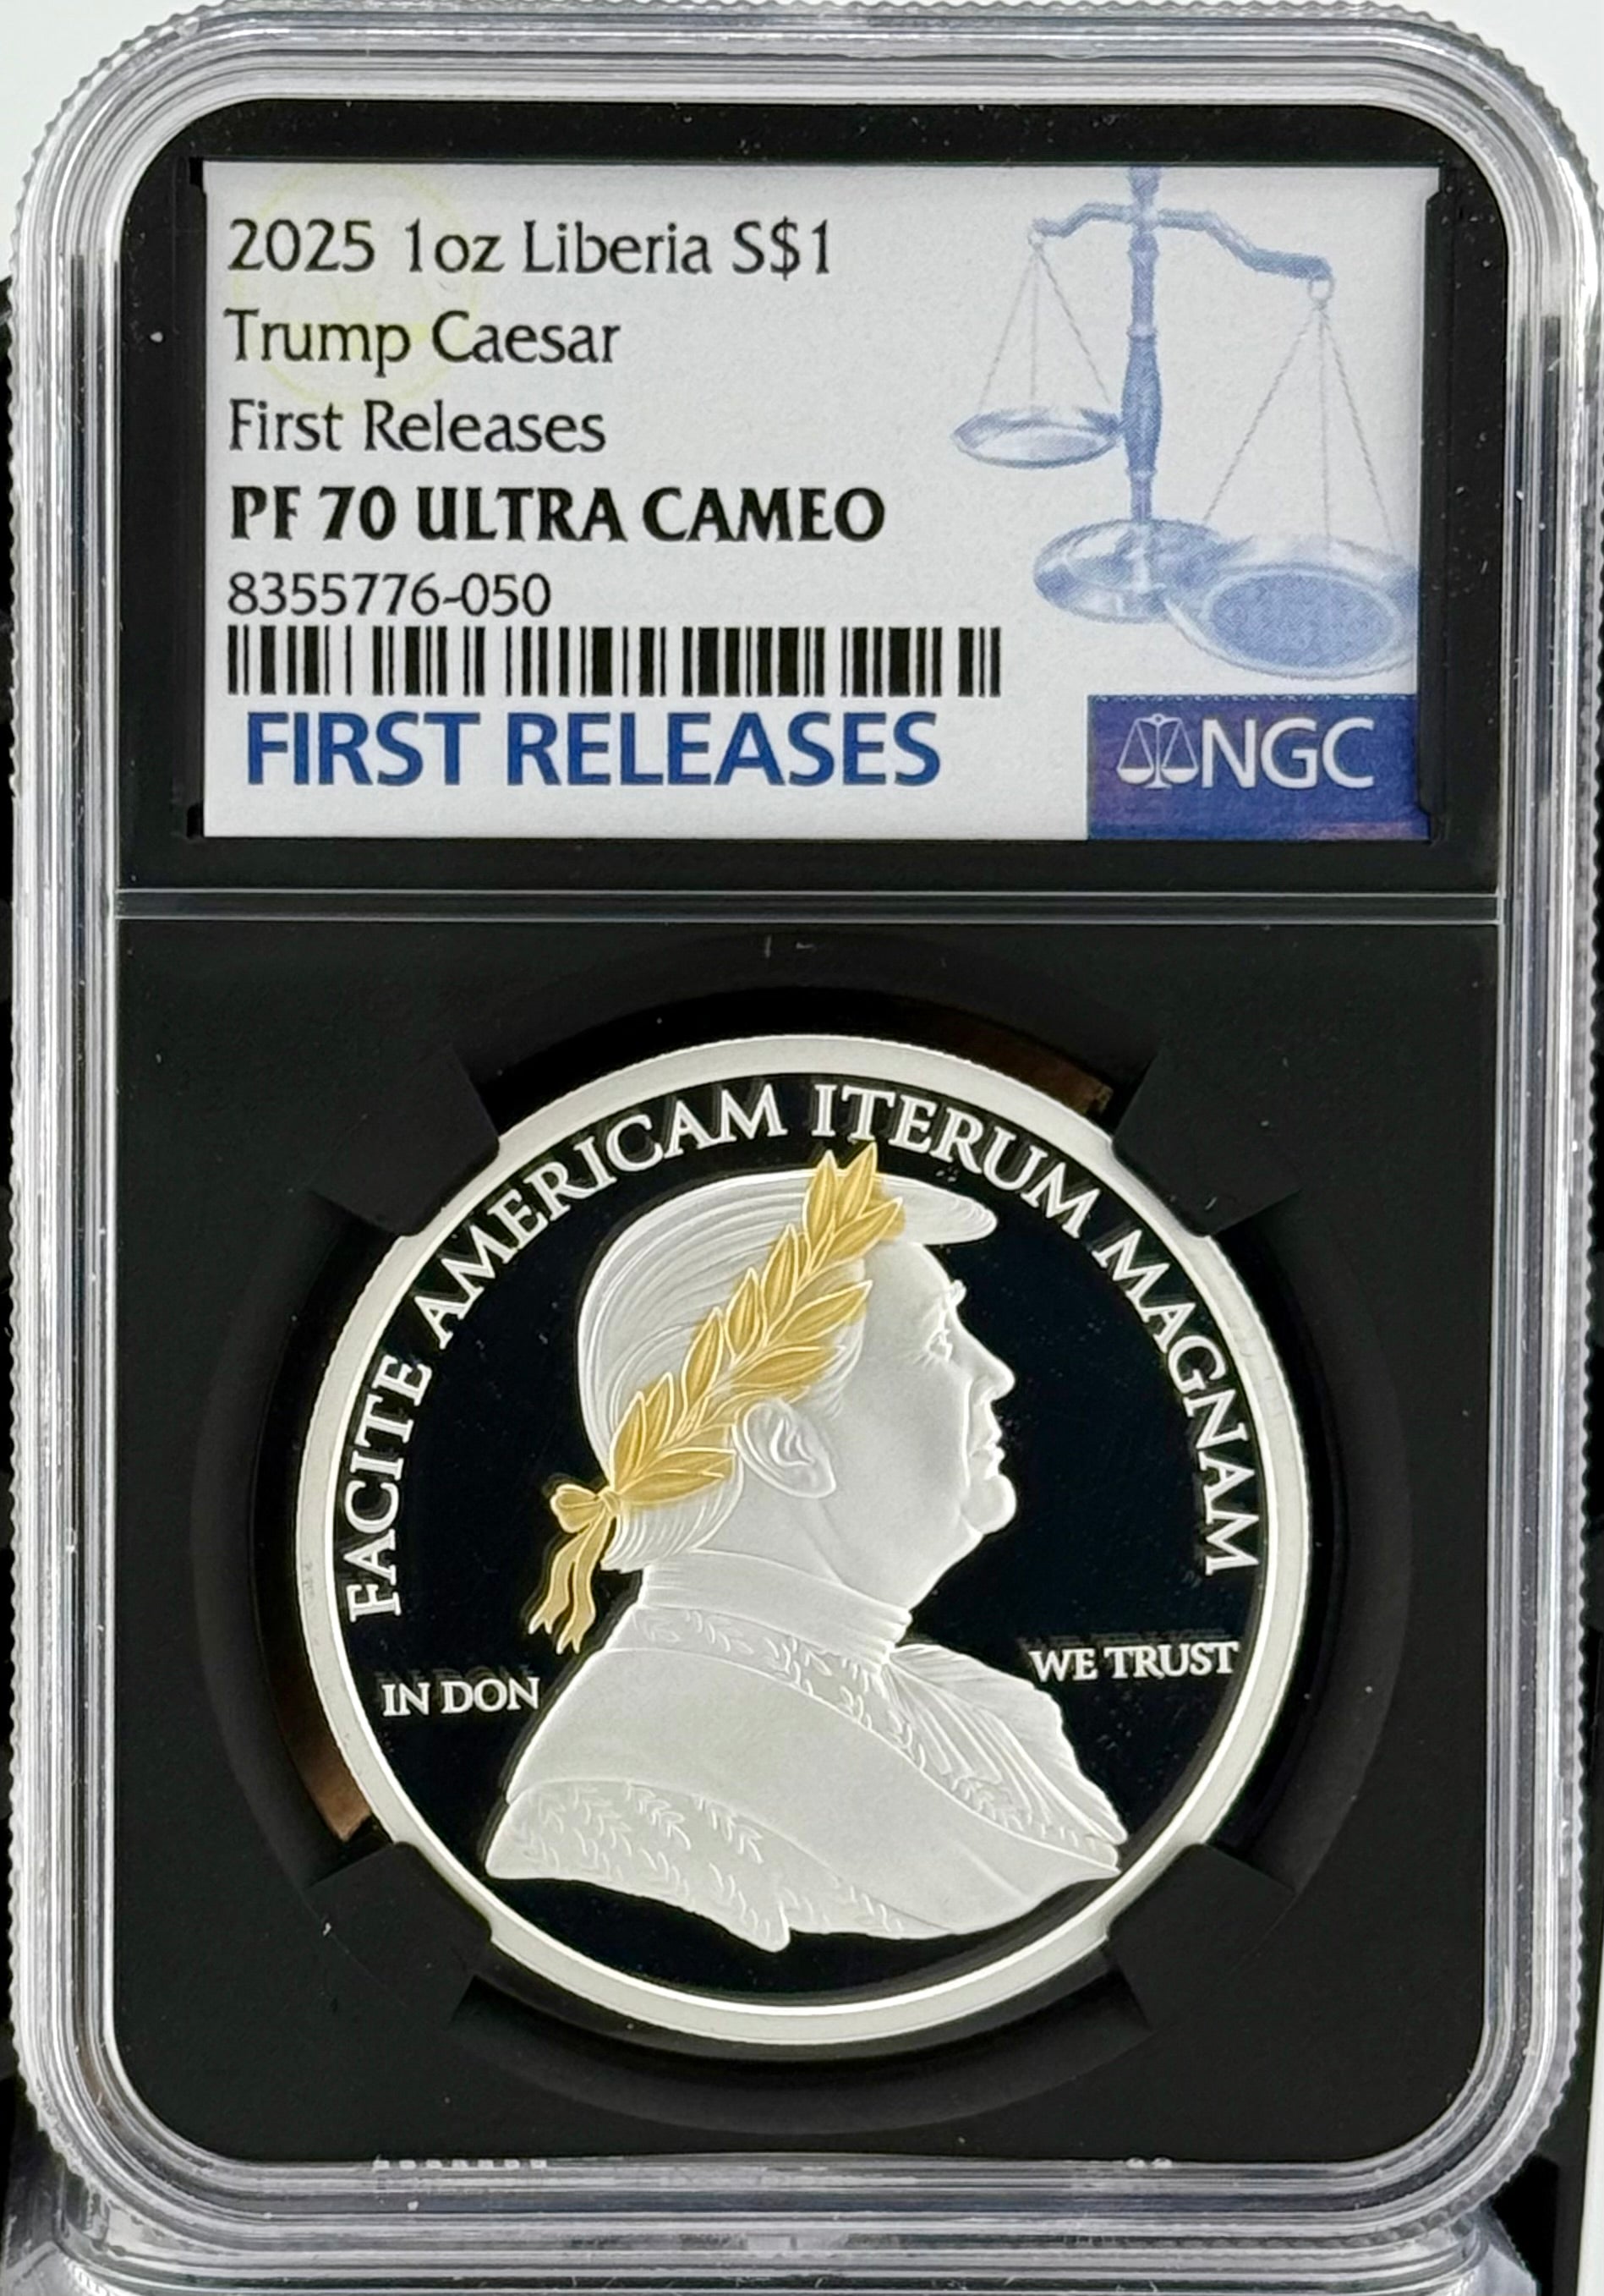 2025 1oz Liberia S$1
Trump Caesar
First Releases
PF 70 ULTRA CAMEO
8355776-050
FIRST RELEASES
NGC
FACITE AMERICAM ITERUM MAGNAM
IN DON
WE TRUST